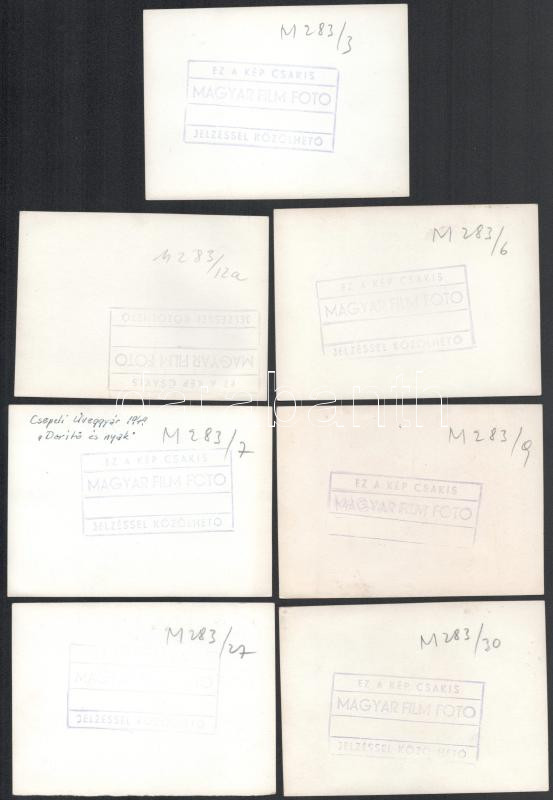 M 283/3
EZ A KÉP CSAKIS
MAGYAR FILM FOTO
JELZÉSSEL KÖZÖLHETŐ
M 283/12a
EZ A KÉP CSAKIS
MAGYAR FILM FOTO
JELZÉSSEL KÖZÖLHETŐ
M 283/6
EZ A KÉP CSAKIS
MAGYAR FILM FOTO
JELZÉSSEL KÖZÖLHETŐ
Csepeli Üveggyár 1949
"Derítő és nyak"
M 283/7
EZ A KÉP CSAKIS
MAGYAR FILM FOTO
JELZÉSSEL KÖZÖLHETŐ
M 283/9
EZ A KÉP CSAKIS
MAGYAR FILM FOTO
M 283/27
MAGYAR FILM FOTO
JELZÉSSEL KÖZÖLHETŐ
M 283/30
EZ A KÉP CSAKIS
MAGYAR FILM FOTO
JELZÉSSEL KÖZÖLHETŐ
darabanth